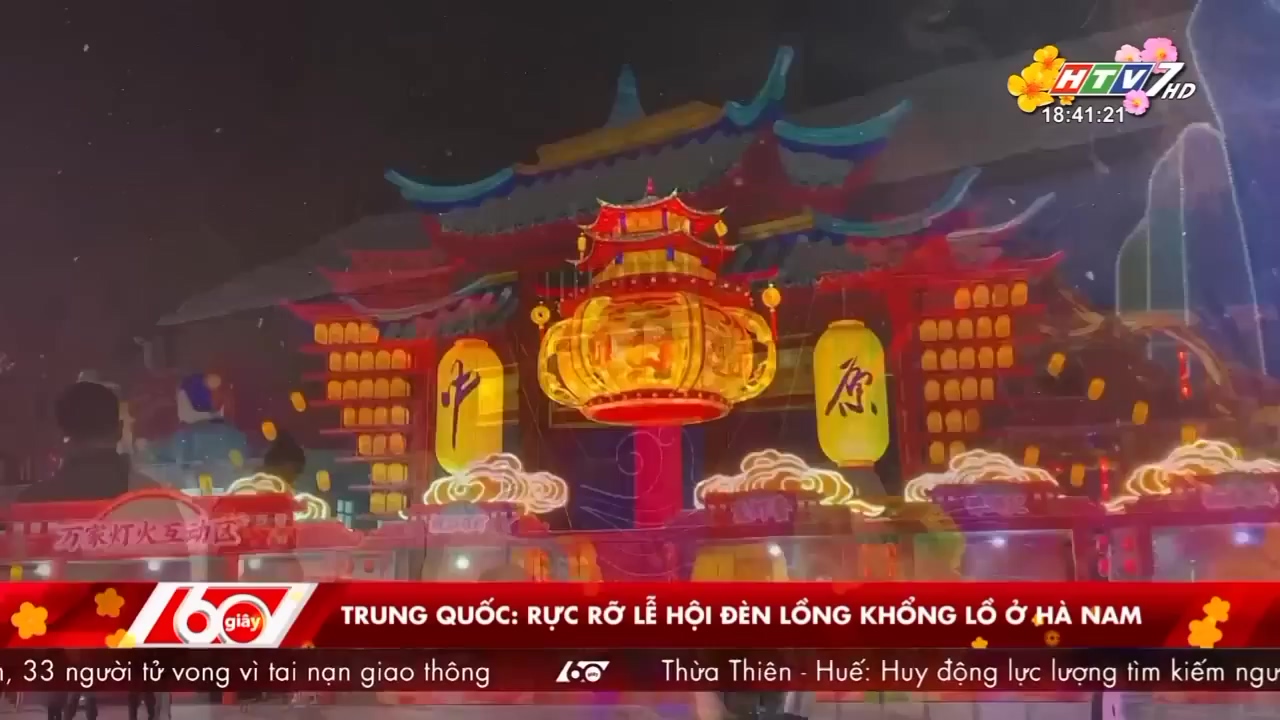 HTV7 HD
18:41:21
中
原
万家灯火互动区
60 giây
TRUNG QUỐC: RỰC RỠ LỄ HỘI ĐÈN LỒNG KHỔNG LỒ Ở HÀ NAM
, 33 người tử vong vì tai nạn giao thông
60 giây
Thừa Thiên - Huế: Huy động lực lượng tìm kiếm